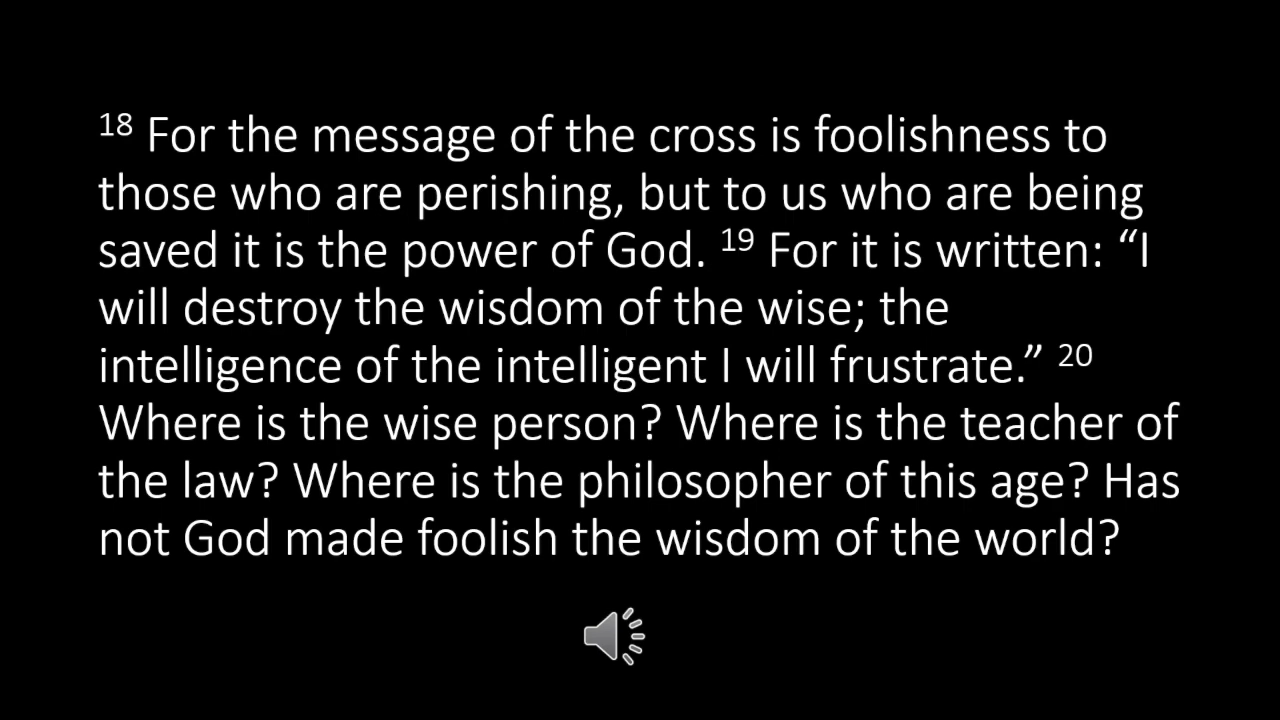 18 For the message of the cross is foolishness to
those who are perishing, but to us who are being
saved it is the power of God. 19 For it is written: “I
will destroy the wisdom of the wise; the
intelligence of the intelligent I will frustrate.” 20
Where is the wise person? Where is the teacher of
the law? Where is the philosopher of this age? Has
not God made foolish the wisdom of the world?